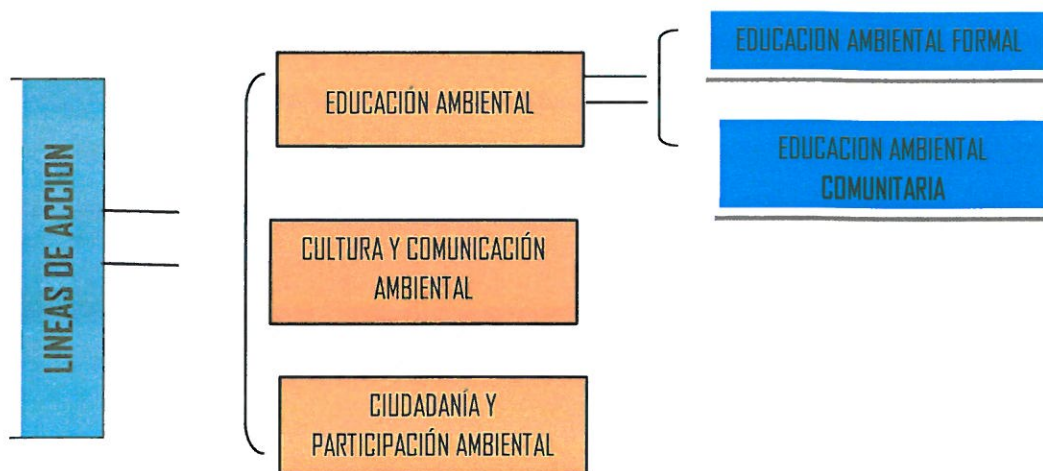 LINEAS DE ACCION
EDUCACIÓN AMBIENTAL
CULTURA Y COMUNICACIÓN
AMBIENTAL
CIUDADANÍA Y
PARTICIPACIÓN AMBIENTAL
EDUCACION AMBIENTAL FORMAL
EDUCACION AMBIENTAL
COMUNITARIA